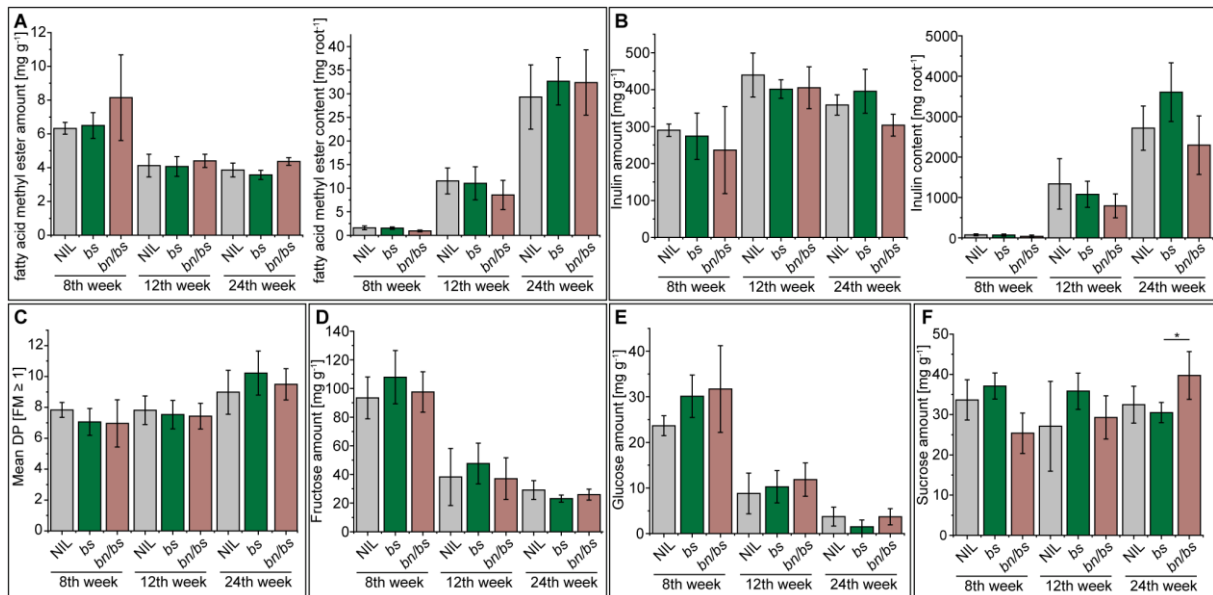 A
fatty acid methyl ester amount [mg g⁻¹]
12
10
8
6
4
2
0
NIL bs bn/bs NIL bs bn/bs NIL bs bn/bs
8th week 12th week 24th week
fatty acid methyl ester content [mg root⁻¹]
45
40
35
30
25
20
15
10
5
0
NIL bs bn/bs NIL bs bn/bs NIL bs bn/bs
8th week 12th week 24th week
B
Inulin amount [mg g⁻¹]
500
400
300
200
100
0
NIL bs bn/bs NIL bs bn/bs NIL bs bn/bs
8th week 12th week 24th week
Inulin content [mg root⁻¹]
5000
4000
3000
2000
1000
0
NIL bs bn/bs NIL bs bn/bs NIL bs bn/bs
8th week 12th week 24th week
C
Mean DP [FM ≥ 1]
12
10
8
6
4
2
0
NIL bs bn/bs NIL bs bn/bs NIL bs bn/bs
8th week 12th week 24th week
D
Fructose amount [mg g⁻¹]
140
120
100
80
60
40
20
0
NIL bs bn/bs NIL bs bn/bs NIL bs bn/bs
8th week 12th week 24th week
E
Glucose amount [mg g⁻¹]
40
30
20
10
0
NIL bs bn/bs NIL bs bn/bs NIL bs bn/bs
8th week 12th week 24th week
F
Sucrose amount [mg g⁻¹]
50
40
30
20
10
0
*
NIL bs bn/bs NIL bs bn/bs NIL bs bn/bs
8th week 12th week 24th week